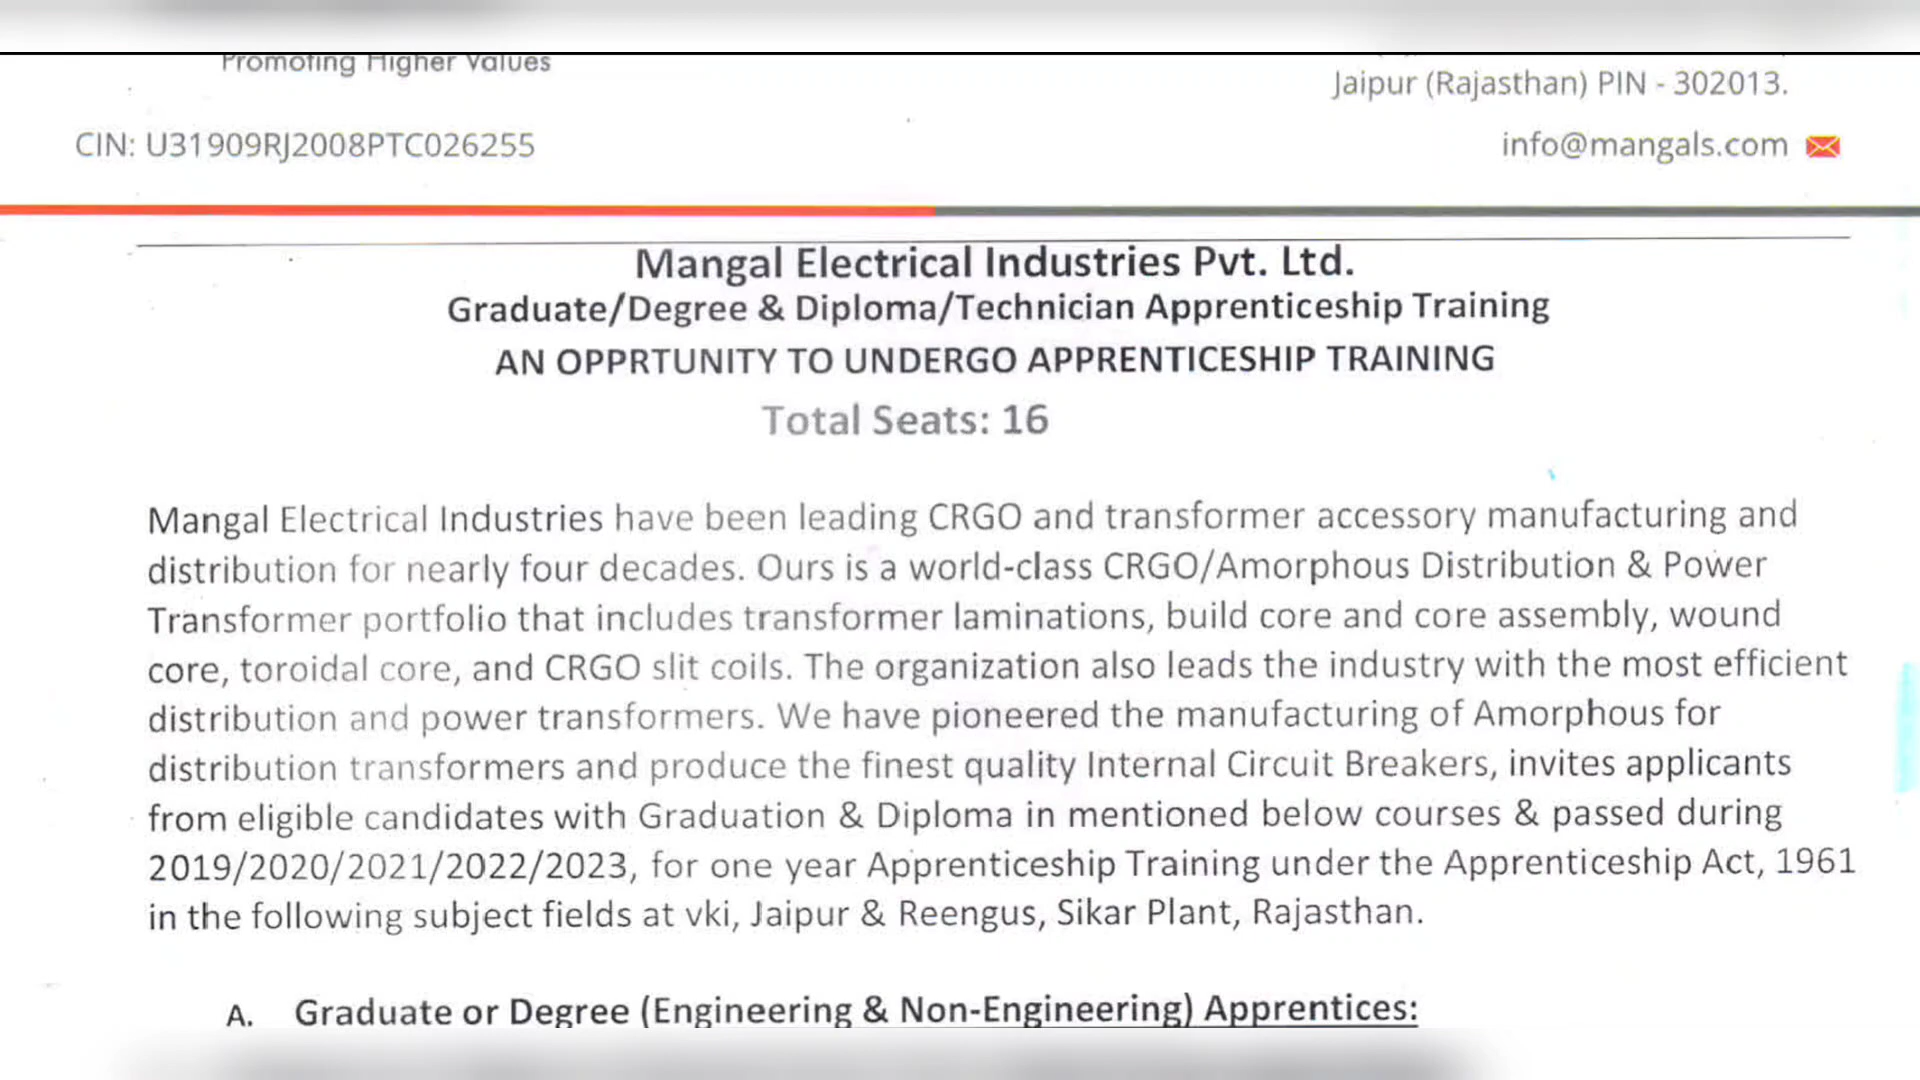 Promoting Higher Values
Jaipur (Rajasthan) PIN - 302013.
CIN: U31909RJ2008PTC026255
info@mangals.com
Mangal Electrical Industries Pvt. Ltd.
Graduate/Degree & Diploma/Technician Apprenticeship Training
AN OPPRTUNITY TO UNDERGO APPRENTICESHIP TRAINING
Total Seats: 16
Mangal Electrical Industries have been leading CRGO and transformer accessory manufacturing and
distribution for nearly four decades. Ours is a world-class CRGO/Amorphous Distribution & Power
Transformer portfolio that includes transformer laminations, build core and core assembly, wound
core, toroidal core, and CRGO slit coils. The organization also leads the industry with the most efficient
distribution and power transformers. We have pioneered the manufacturing of Amorphous for
distribution transformers and produce the finest quality Internal Circuit Breakers, invites applicants
from eligible candidates with Graduation & Diploma in mentioned below courses & passed during
2019/2020/2021/2022/2023, for one year Apprenticeship Training under the Apprenticeship Act, 1961
in the following subject fields at vki, Jaipur & Reengus, Sikar Plant, Rajasthan.
A. Graduate or Degree (Engineering & Non-Engineering) Apprentices: